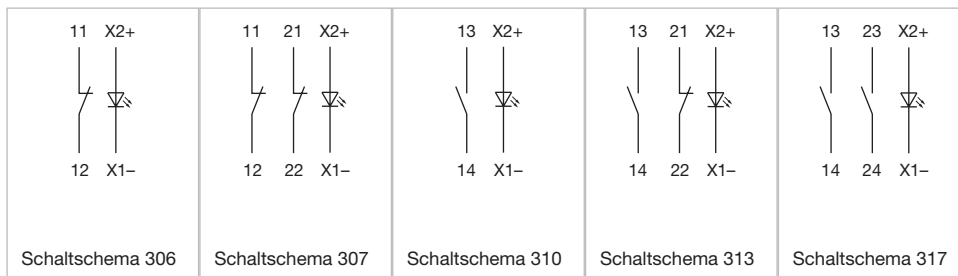 11 X2+
12 X1–
Schaltschema 306
11 21 X2+
12 22 X1–
Schaltschema 307
13 X2+
14 X1–
Schaltschema 310
13 21 X2+
14 22 X1–
Schaltschema 313
13 23 X2+
14 24 X1–
Schaltschema 317